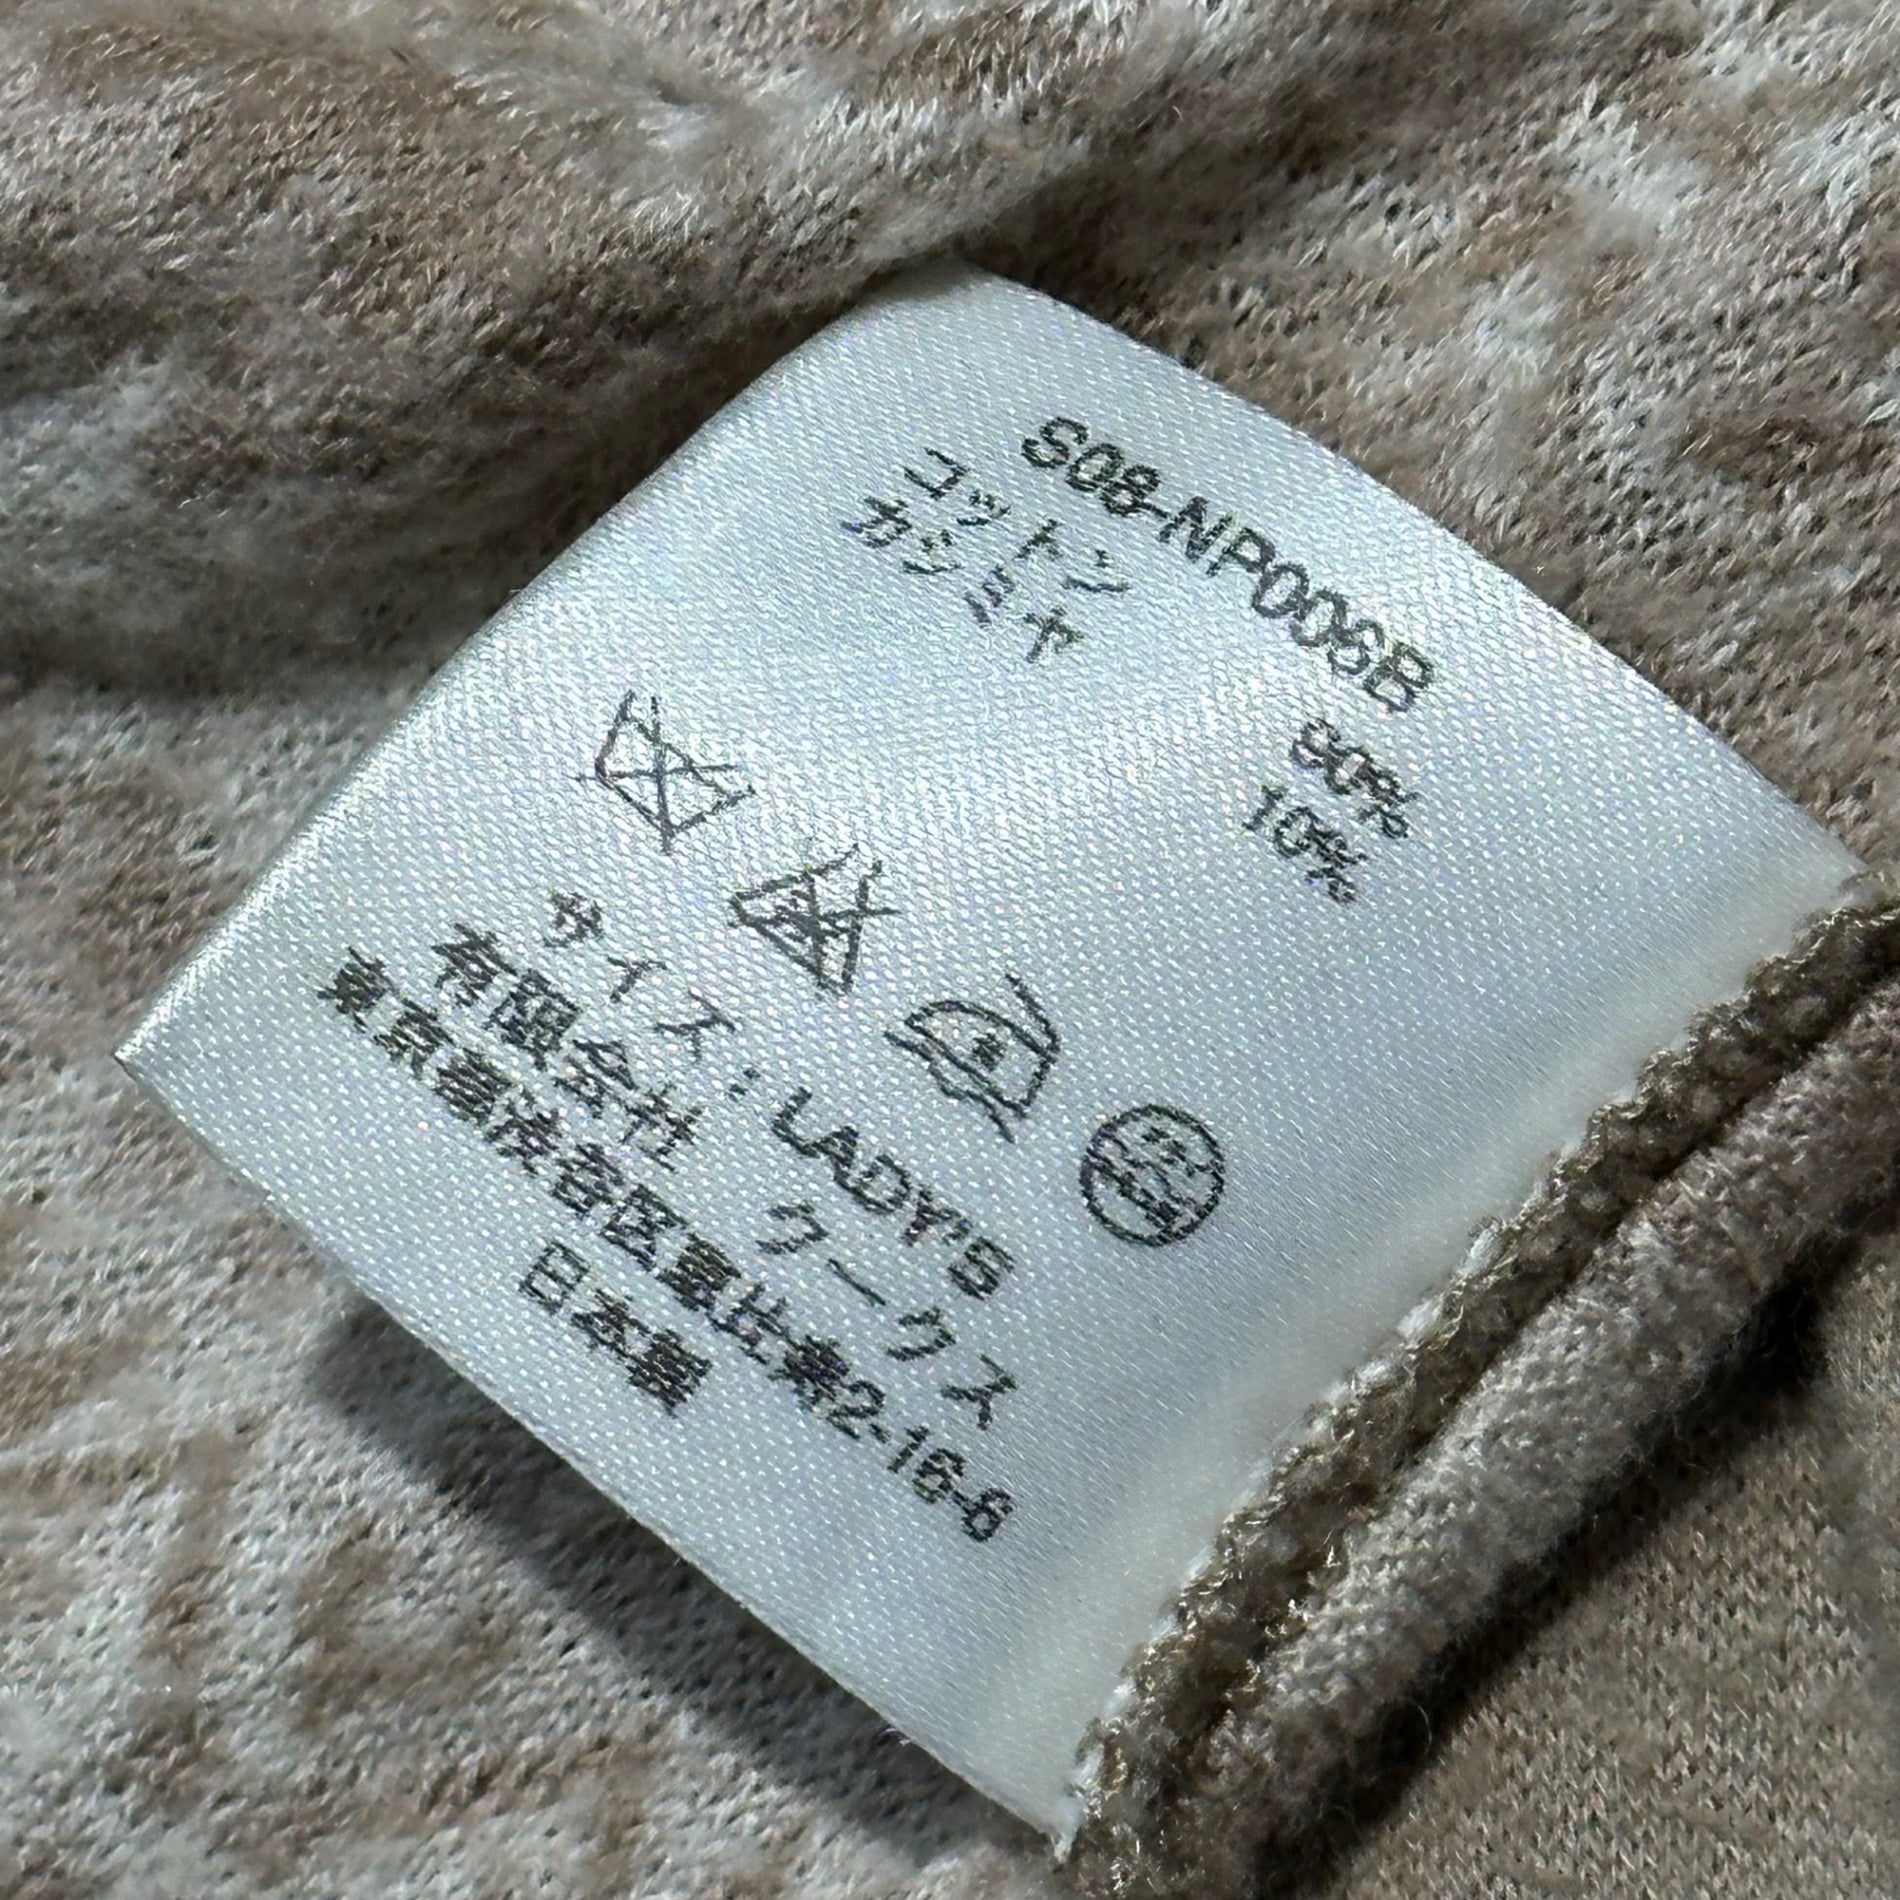 S08-NP006B
コットン 90%
カシミヤ 10%
中
サイズ:LADY'S
有限会社 クークス
東京都渋谷区恵比寿2-16-6
日本製